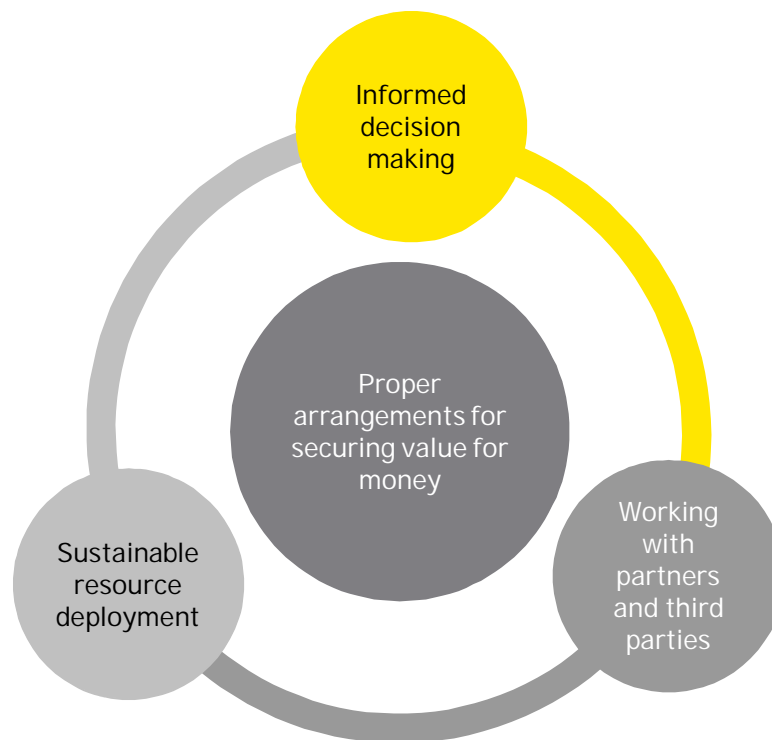 Informed
decision
making
Proper
arrangements for
securing value for
money
Sustainable
resource
deployment
Working
with
partners
and third
parties